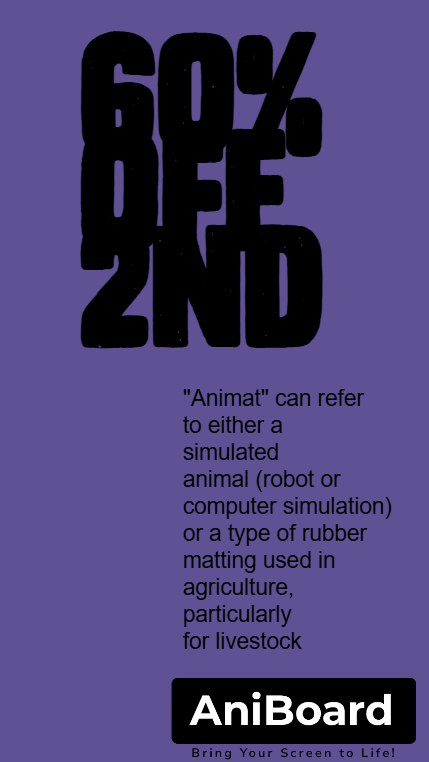 60%
OFF
2ND
"Animat" can refer
to either a
simulated
animal (robot or
computer simulation)
or a type of rubber
matting used in
agriculture,
particularly
for livestock
AniBoard
Bring Your Screen to Life!